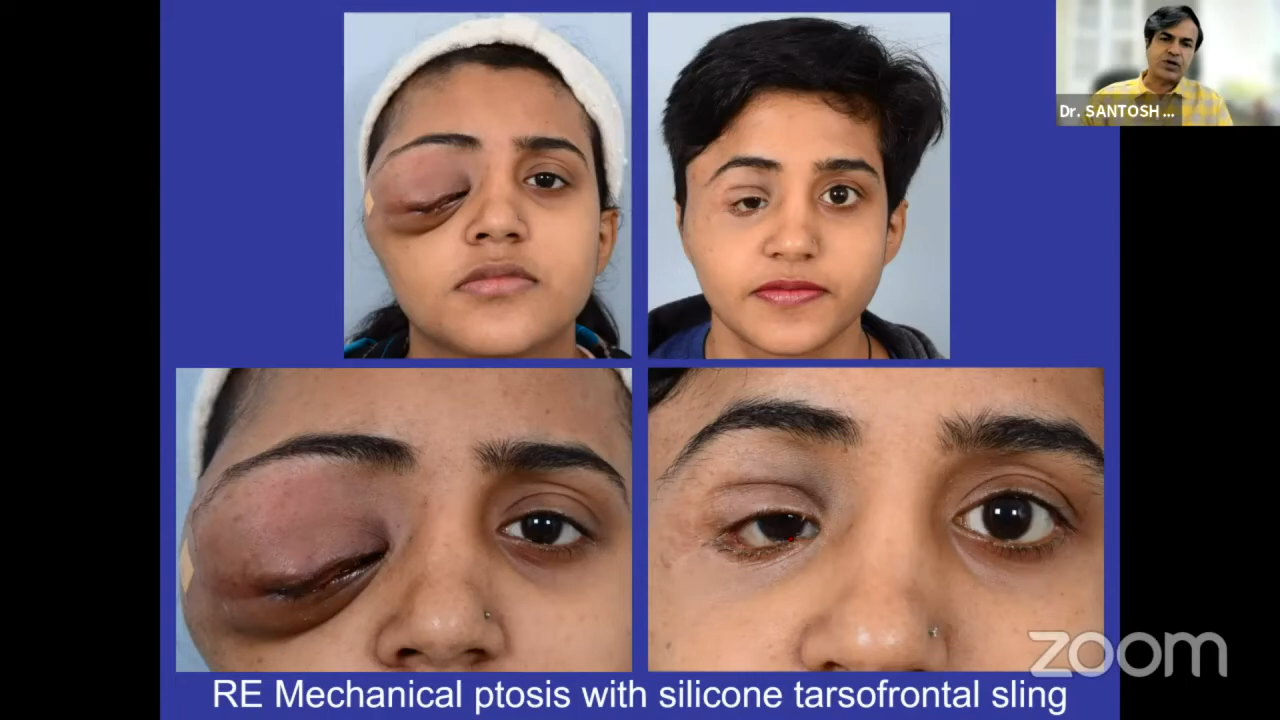 Dr. SANTOSH ...
zoom
RE Mechanical ptosis with silicone tarsofrontal sling